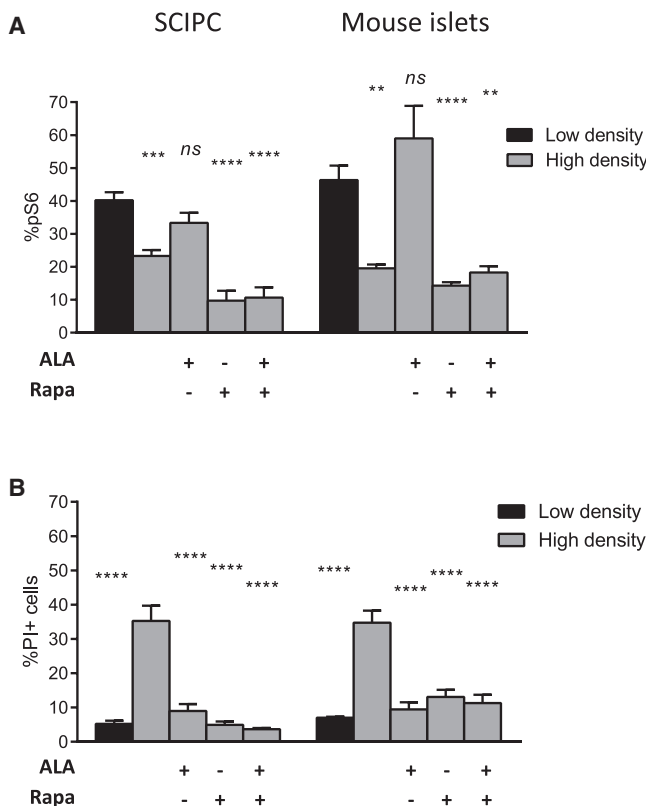 A
SCIPC
Mouse islets
** ns **** **
*** ns **** ****
70
60
50
40
30
20
10
0
%pS6
Low density
High density
ALA + - + + - +
Rapa - + + - + +
B
70
60
50
40
30
20
10
0
%PI+ cells
**** **** **** ****
**** **** **** ****
Low density
High density
ALA + - + + - +
Rapa - + + - + +